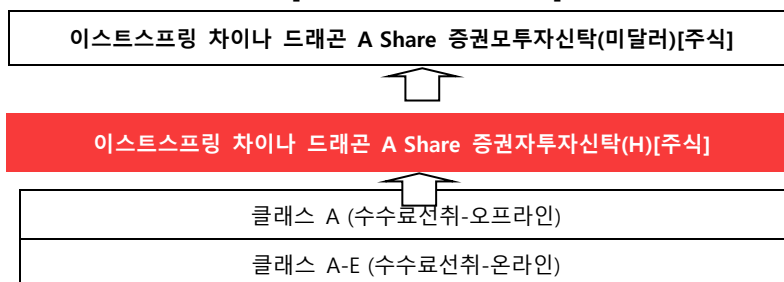 이스트스프링 차이나 드래곤 A Share 증권모투자신탁(미달러)[주식]
이스트스프링 차이나 드래곤 A Share 증권자투자신탁(H)[주식]
클래스 A (수수료선취-오프라인)
클래스 A-E (수수료선취-온라인)